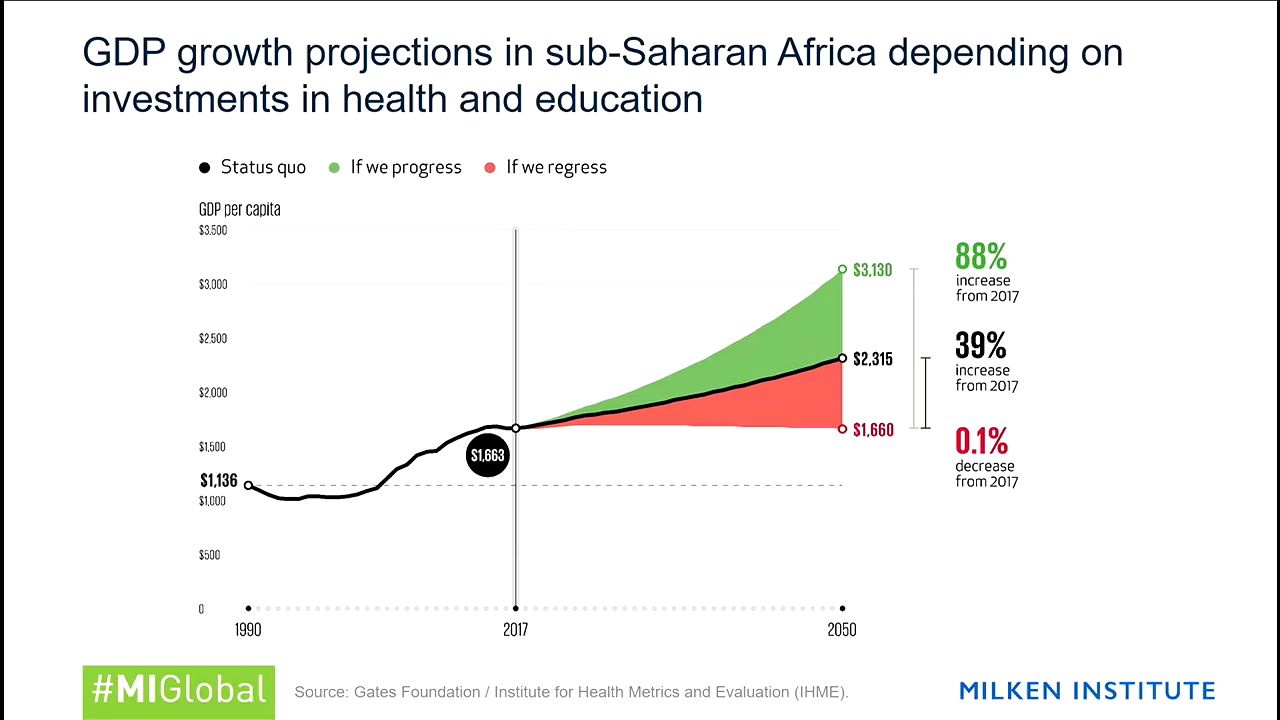 GDP growth projections in sub-Saharan Africa depending on
investments in health and education
Status quo
If we progress
If we regress
GDP per capita
$3,500
$3,000
$2,500
$2,000
$1,500
$1,136
$1,000
$500
0
$1,663
$3,130
$2,315
$1,660
88%
increase
from 2017
39%
increase
from 2017
0.1%
decrease
from 2017
1990
2017
2050
#MIGlobal
Source: Gates Foundation / Institute for Health Metrics and Evaluation (IHME).
MILKEN INSTITUTE